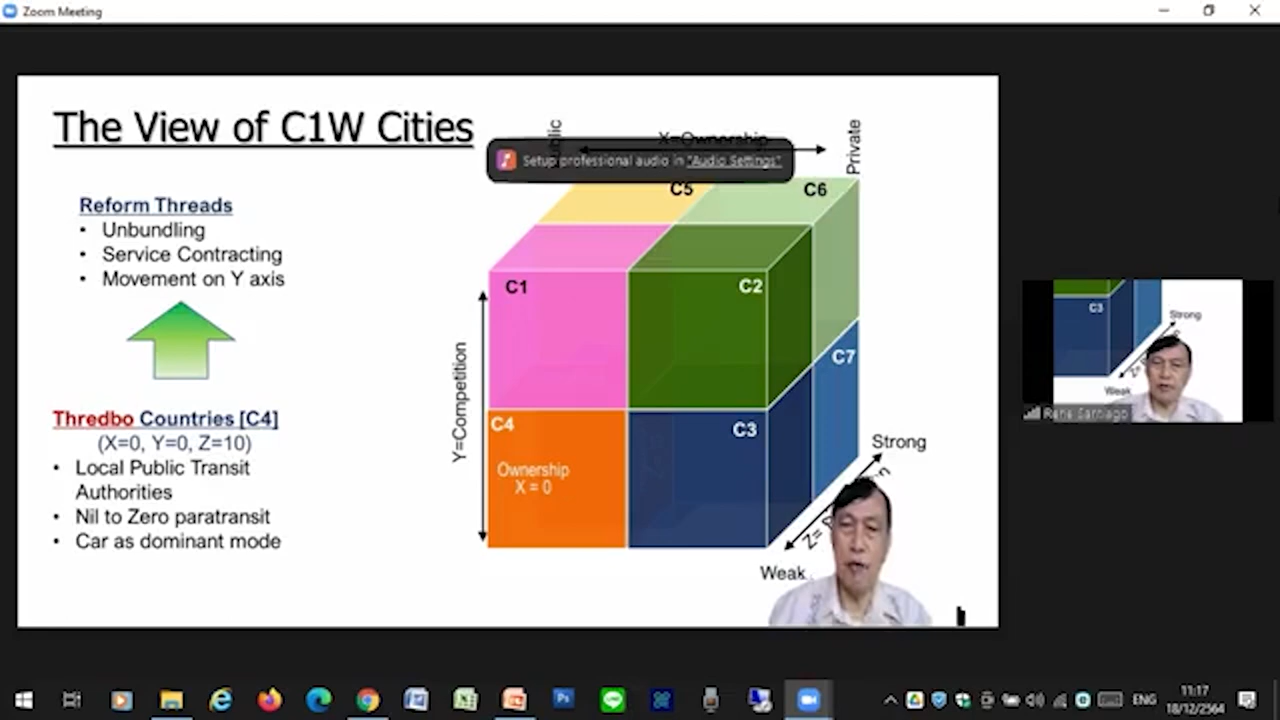 Zoom Meeting
The View of C1W Cities
Public
X=Ownership
Private
Setup professional audio in "Audio Settings"
Reform Threads
• Unbundling
• Service Contracting
• Movement on Y axis
Thredbo Countries [C4]
(X=0, Y=0, Z=10)
• Local Public Transit
Authorities
• Nil to Zero paratransit
• Car as dominant mode
C5
C6
C1
C2
Y=Competition
C7
C4
C3
Ownership
X = 0
Strong
Z=
Weak
C3
Strong
Z=
Weak
Rene Santiago
ENG
11:17
18/12/2564